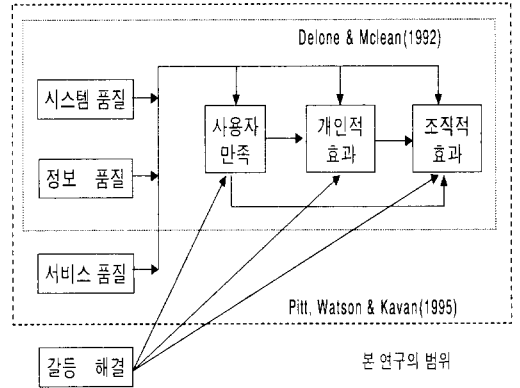 Delone & Mclean(1992)
시스템 품질
사용자
만족
개인적
효과
조직적
효과
정보 품질
서비스 품질
Pitt, Watson & Kavan(1995)
갈등 해결
본 연구의 범위